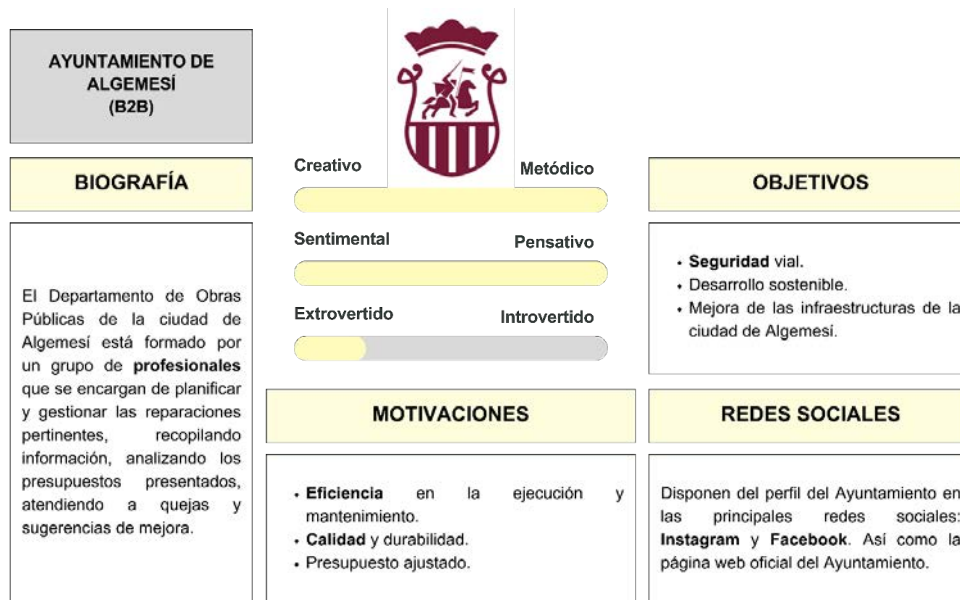 AYUNTAMIENTO DE
ALGEMESÍ
(B2B)
BIOGRAFÍA
El Departamento de Obras
Públicas de la ciudad de
Algemesí está formado por
un grupo de profesionales
que se encargan de planificar
y gestionar las reparaciones
pertinentes, recopilando
información, analizando los
presupuestos presentados,
atendiendo a quejas y
sugerencias de mejora.
Creativo Metódico
Sentimental Pensativo
Extrovertido Introvertido
MOTIVACIONES
• Eficiencia en la ejecución y
mantenimiento.
• Calidad y durabilidad.
• Presupuesto ajustado.
OBJETIVOS
• Seguridad vial.
• Desarrollo sostenible.
• Mejora de las infraestructuras de la
ciudad de Algemesí.
REDES SOCIALES
Disponen del perfil del Ayuntamiento en
las principales redes sociales:
Instagram y Facebook. Así como la
página web oficial del Ayuntamiento.